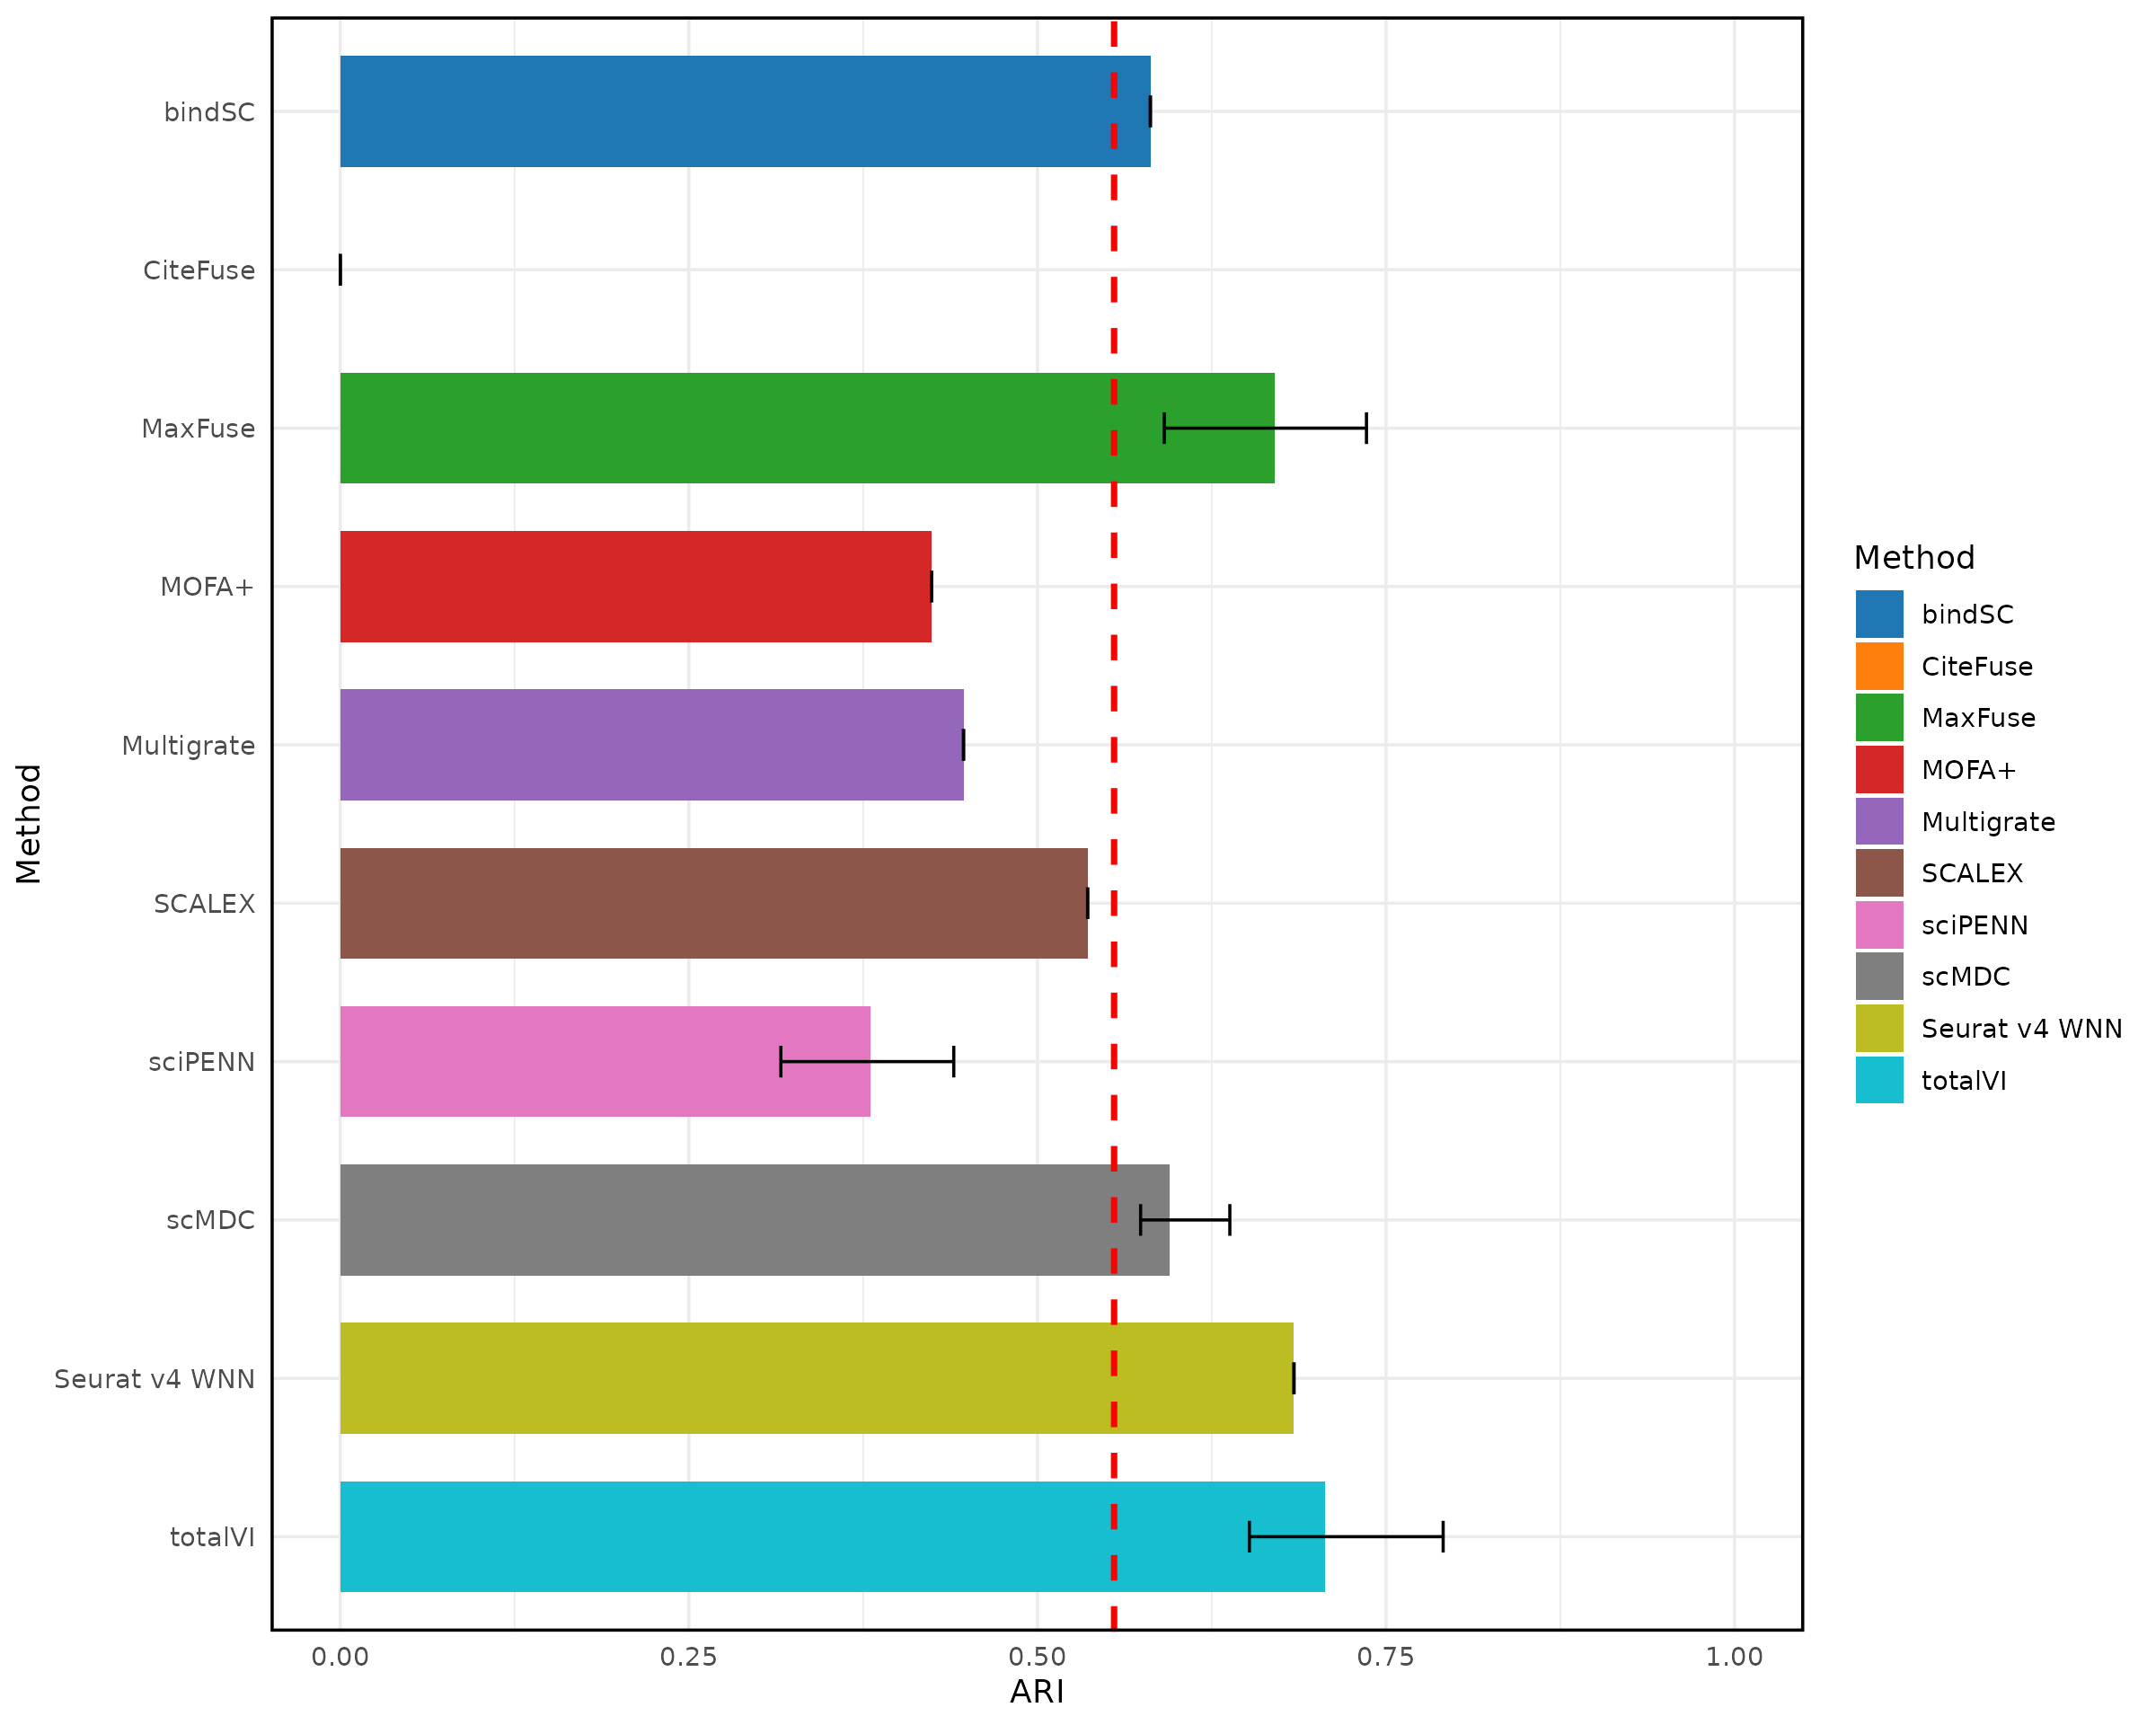 Method
bindSC
CiteFuse
MaxFuse
MOFA+
Multigrate
SCALEX
sciPENN
scMDC
Seurat v4 WNN
totalVI
0.00 0.25 0.50 0.75 1.00
ARI
Method
bindSC
CiteFuse
MaxFuse
MOFA+
Multigrate
SCALEX
sciPENN
scMDC
Seurat v4 WNN
totalVI